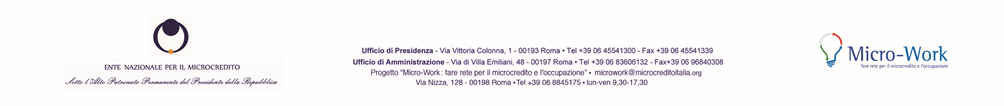 ENTE NAZIONALE PER IL MICROCREDITO
Sotto l'Alto Patronato Permanente del Presidente della Repubblica
Ufficio di Presidenza - Via Vittoria Colonna, 1 - 00193 Roma • Tel +39 06 45541300 - Fax +39 06 45541339
Ufficio di Amministrazione - Via di Villa Emiliani, 48 - 00197 Roma • Tel +39 06 83606132 - Fax+39 06 96840308
Progetto "Micro-Work: fare rete per il microcredito e l'occupazione" • microwork@microcreditoitalia.org
Via Nizza, 128 - 00198 Roma •Tel +39 06 8845175 • lun-ven 9,30-17,30
Micro-Work
fare rete per il microcredito e l'occupazione